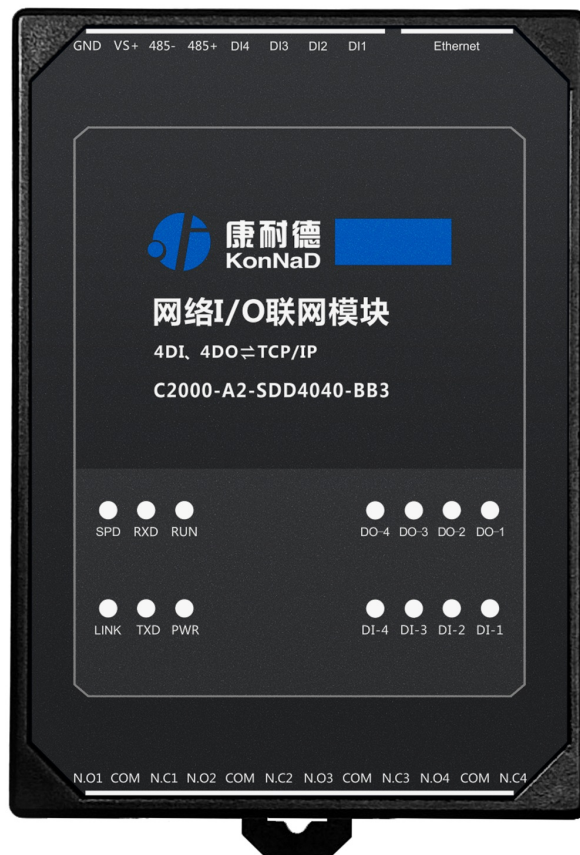 GND VS+ 485- 485+ DI4 DI3 DI2 DI1 Ethernet
康耐德
KonNaD
网络I/O联网模块
4DI、4DO⇌TCP/IP
C2000-A2-SDD4040-BB3
SPD RXD RUN DO-4 DO-3 DO-2 DO-1
LINK TXD PWR DI-4 DI-3 DI-2 DI-1
N.O1 COM N.C1 N.O2 COM N.C2 N.O3 COM N.C3 N.O4 COM N.C4